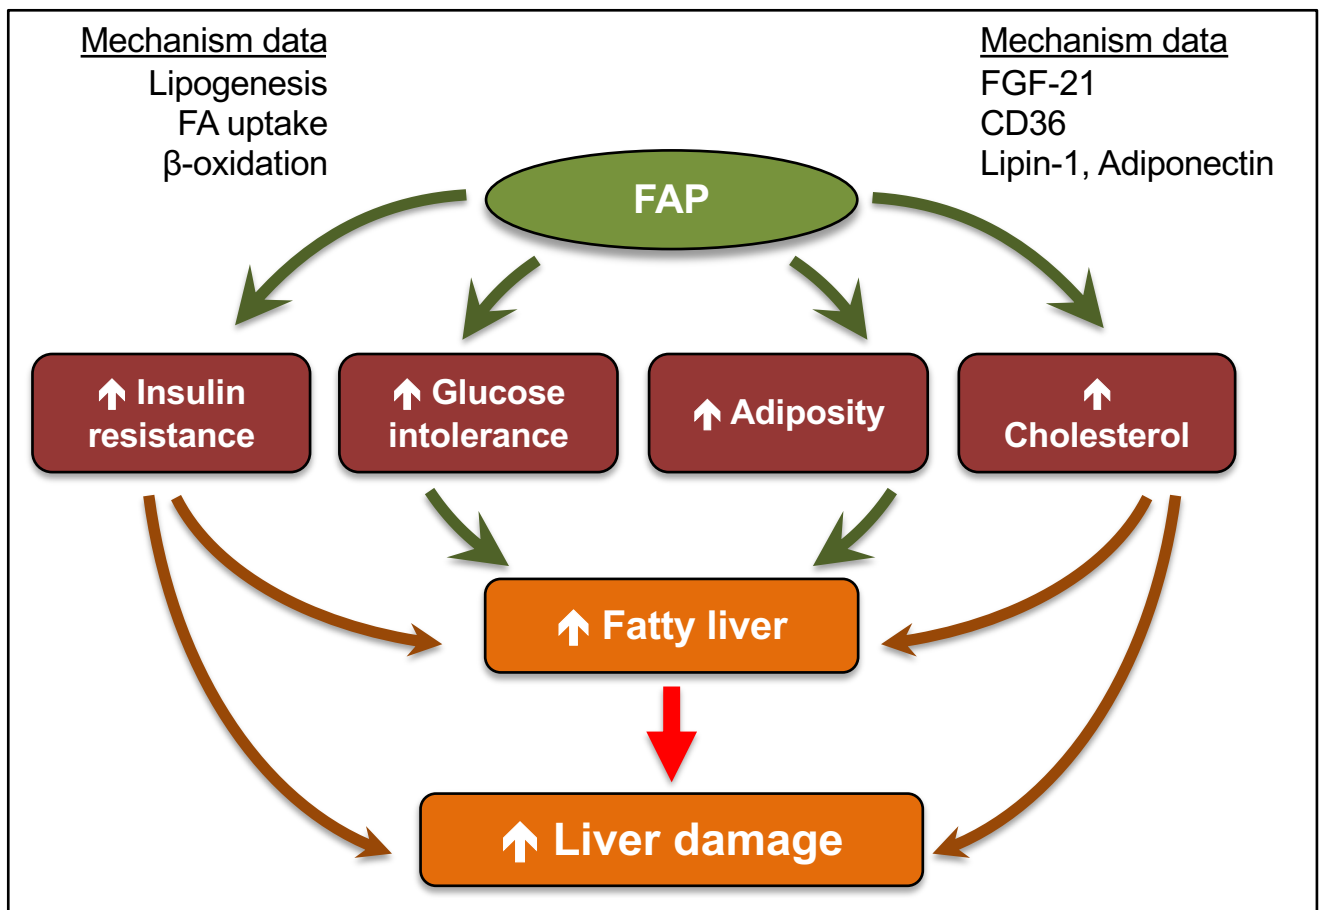 Mechanism data
Lipogenesis
FA uptake
β-oxidation
Mechanism data
FGF-21
CD36
Lipin-1, Adiponectin
FAP
↑ Insulin
resistance
↑ Glucose
intolerance
↑ Adiposity
↑
Cholesterol
↑ Fatty liver
↑ Liver damage